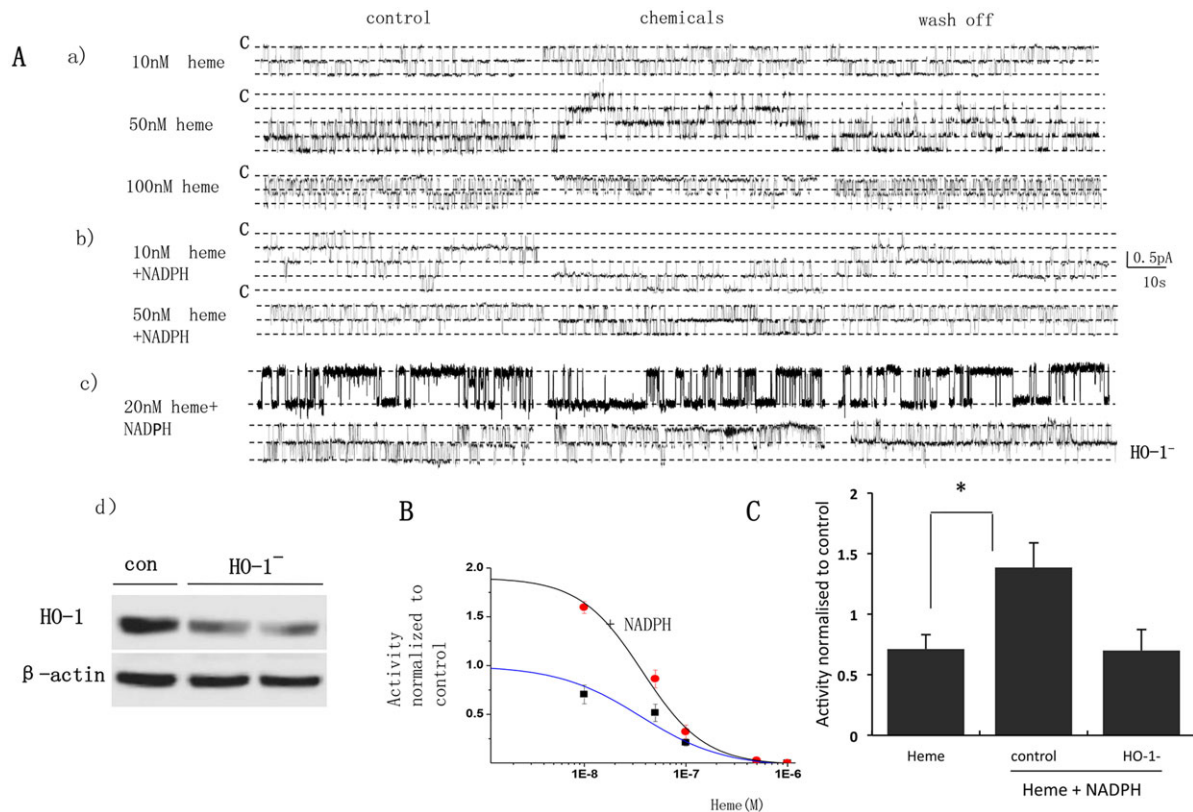 control chemicals wash off
A a) C
10nM heme
C
50nM heme
C
100nM heme
b) C
10nM heme
+NADPH
0.5pA
10s
C
50nM heme
+NADPH
c)
20nM heme+
NADPH
HO-1⁻
d)
con HO-1⁻
HO-1
β-actin
B
Activity
normalized to
control
2.0
1.5
1.0
0.5
+ NADPH
1E-8 1E-7 1E-6
Heme(M)
C
Activity normalised to control
2
1.5
1
0.5
0
*
Heme control HO-1-
Heme + NADPH